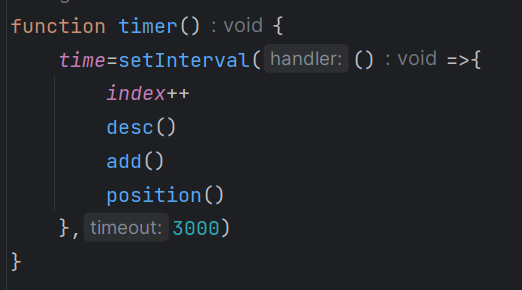 function timer() : void {
time=setInterval( handler: () : void =>{
index++
desc()
add()
position()
}, timeout: 3000)
}